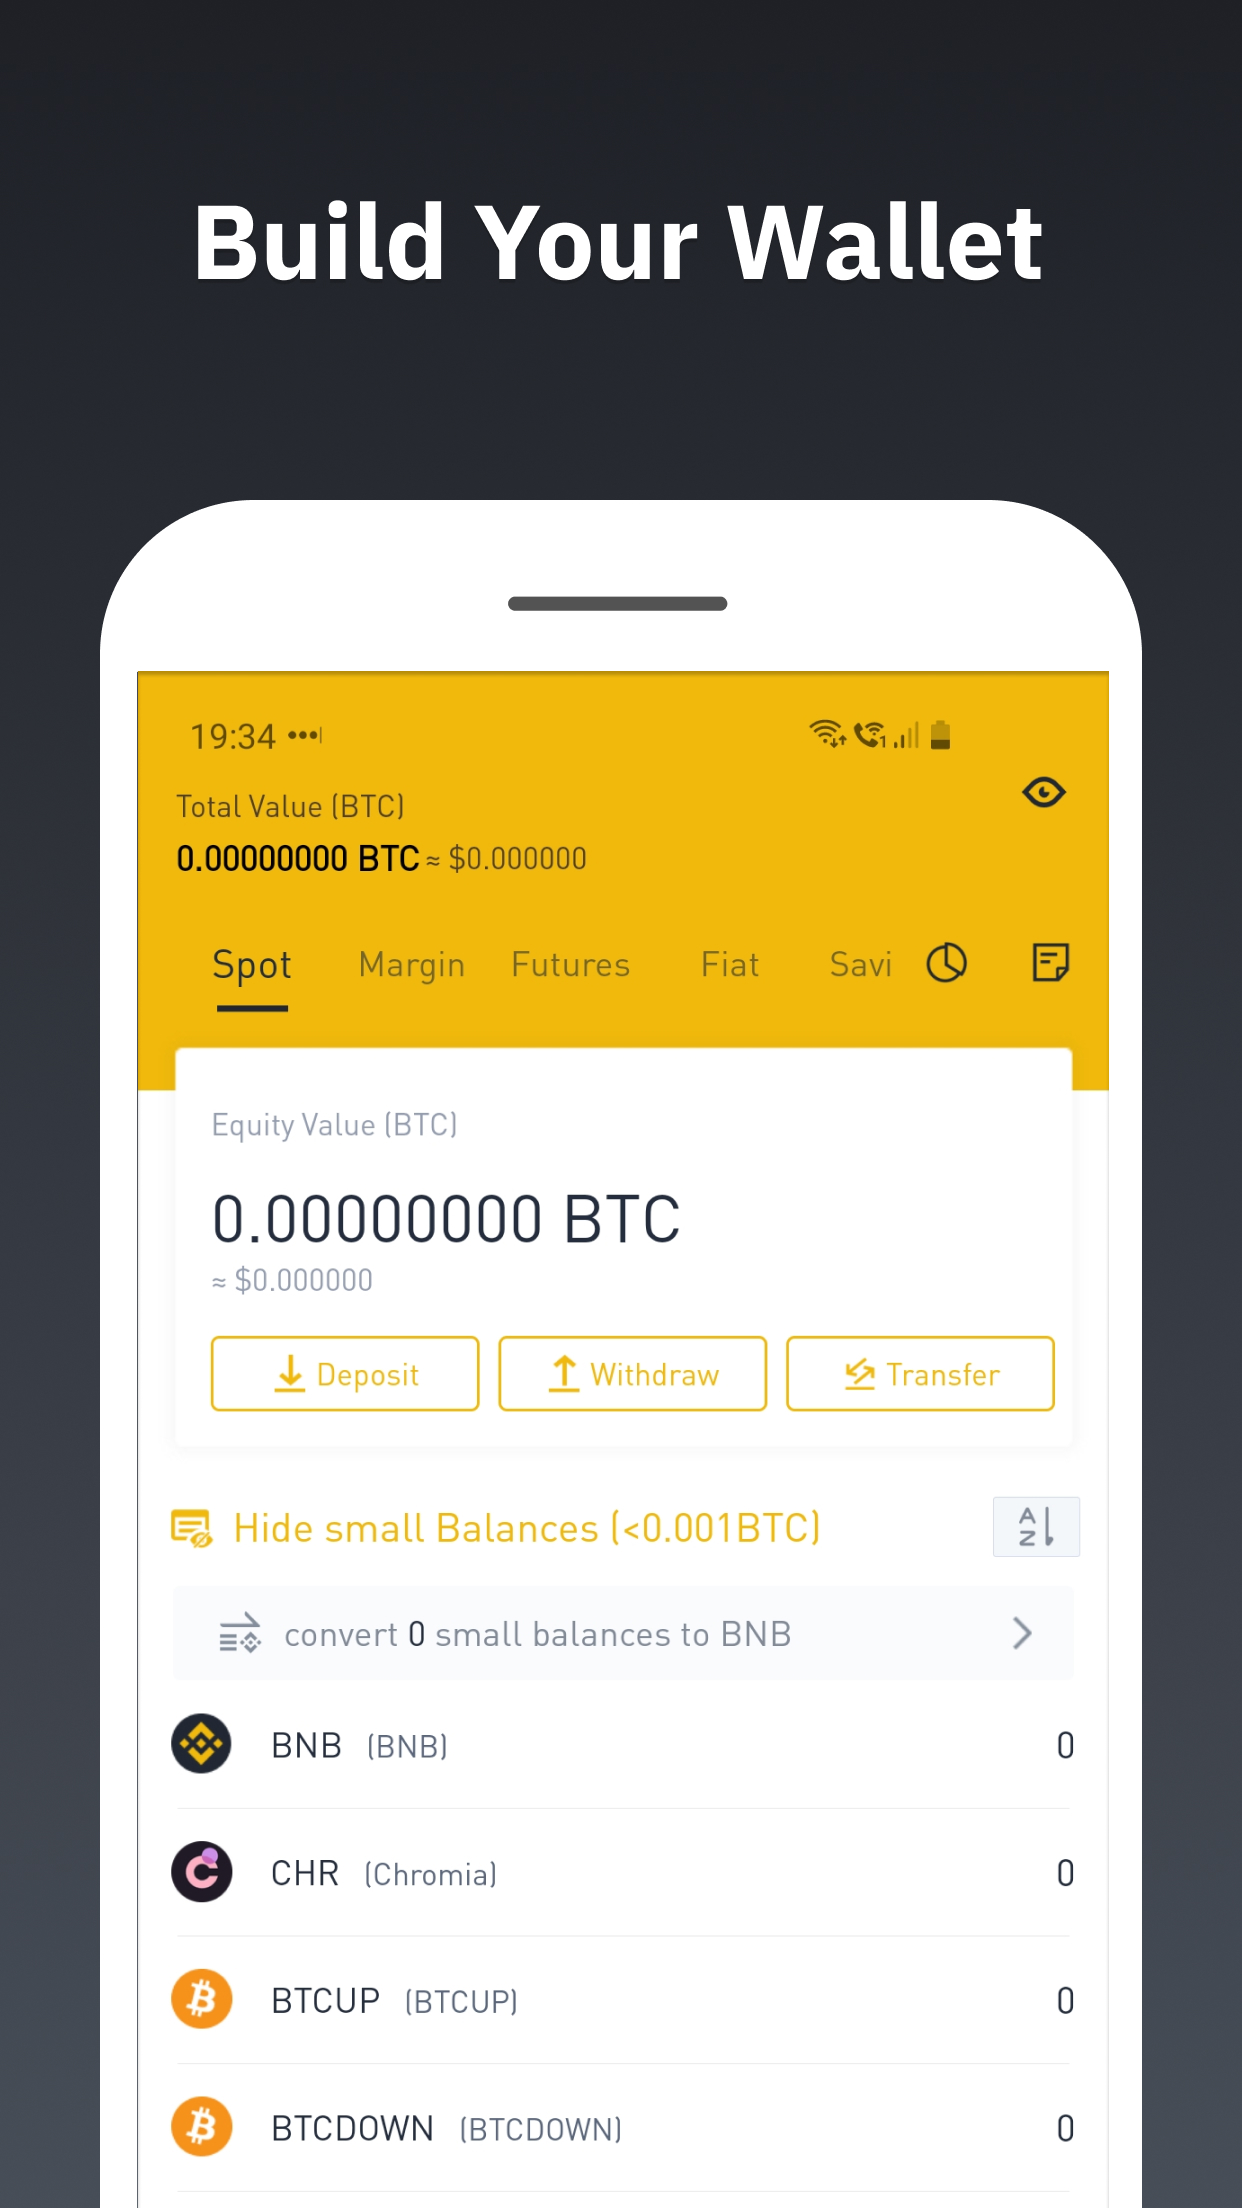 Build Your Wallet
19:34
Total Value (BTC)
0.00000000 BTC ≈ $0.000000
Spot Margin Futures Fiat Savi
Equity Value (BTC)
0.00000000 BTC
≈ $0.000000
Deposit Withdraw Transfer
Hide small Balances (<0.001BTC)
convert 0 small balances to BNB
BNB (BNB) 0
CHR (Chromia) 0
BTCUP (BTCUP) 0
BTCDOWN (BTCDOWN) 0